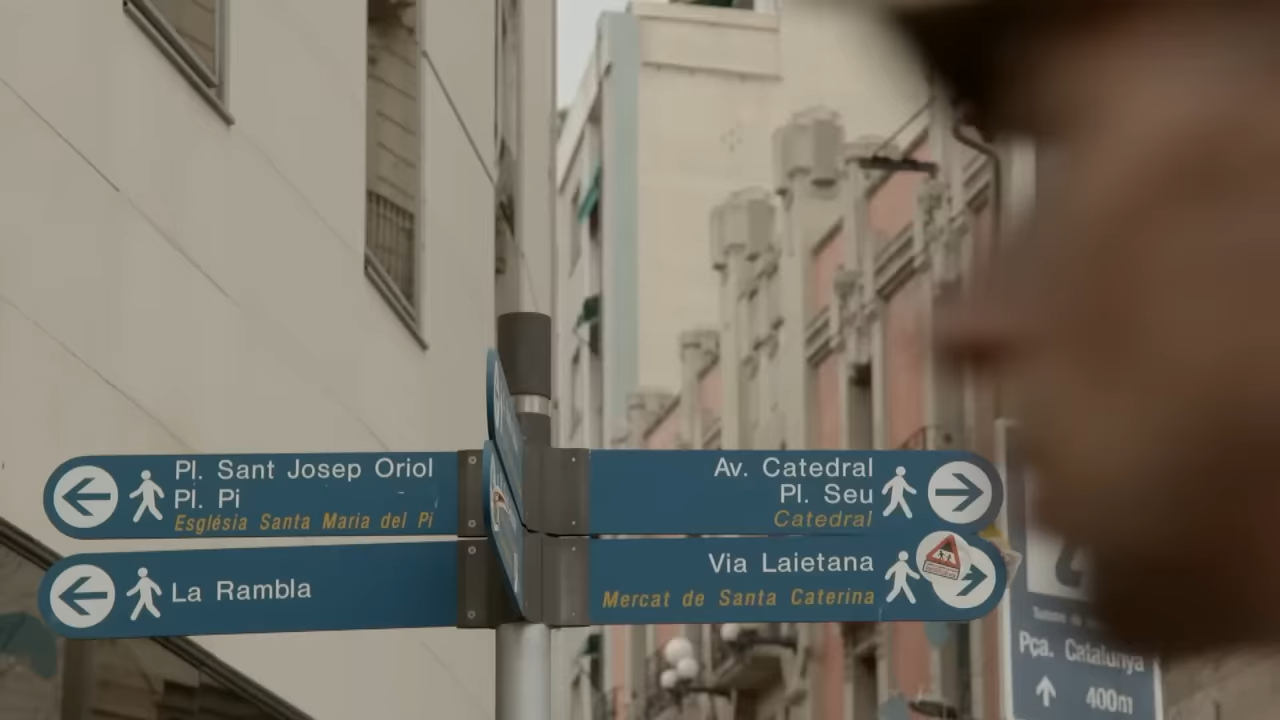 Pl. Sant Josep Oriol
Pl. Pi
Església Santa Maria del Pi
La Rambla
Av. Catedral
Pl. Seu
Catedral
Via Laietana
Mercat de Santa Caterina
Pça. Catalunya
400m